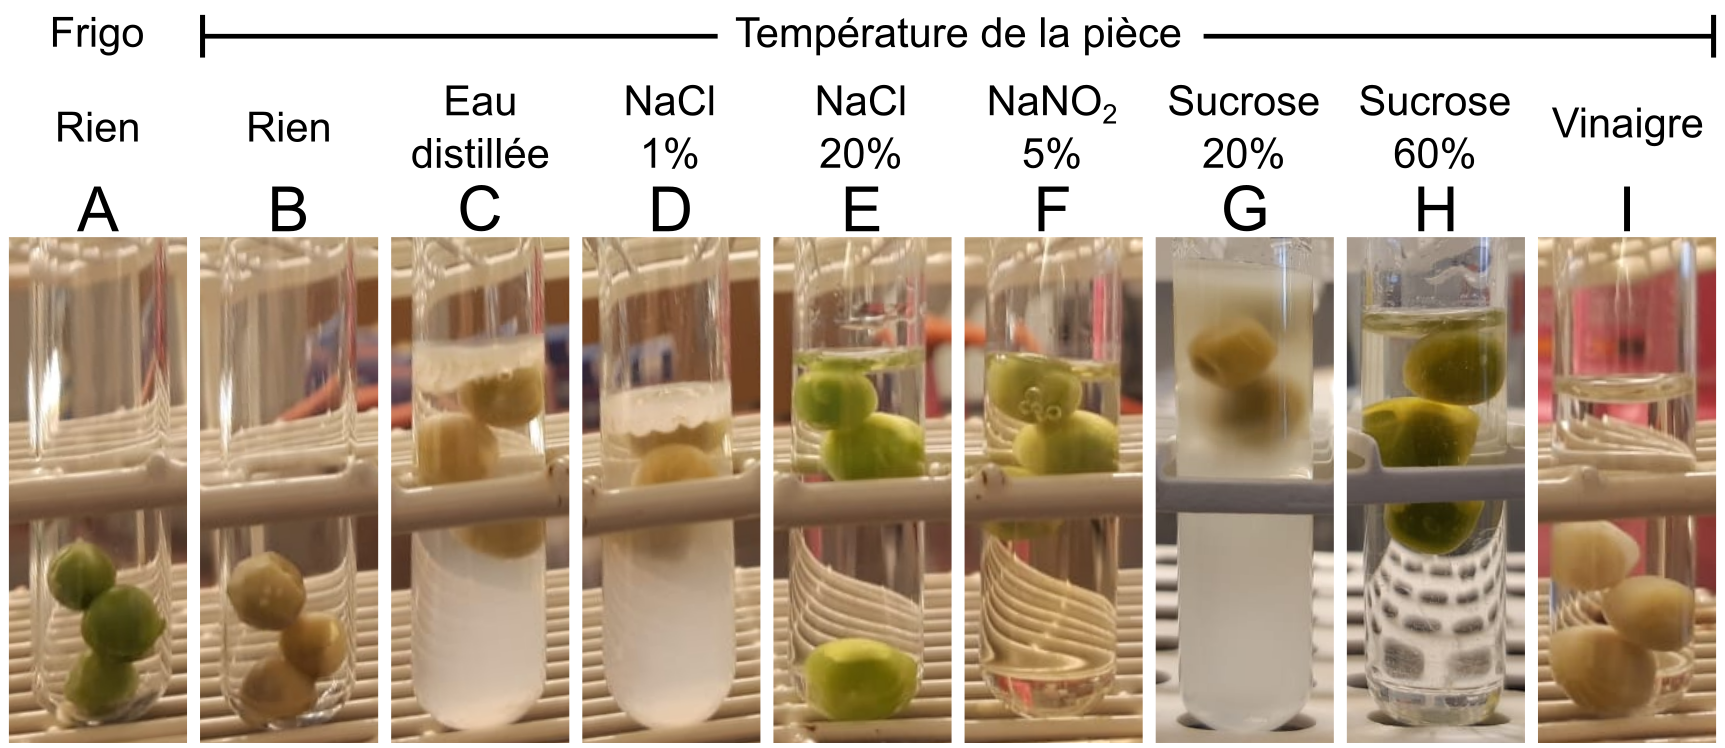 Frigo
Température de la pièce
Rien
Rien
Eau
distillée
NaCl
1%
NaCl
20%
NaNO₂
5%
Sucrose
20%
Sucrose
60%
Vinaigre
A
B
C
D
E
F
G
H
I